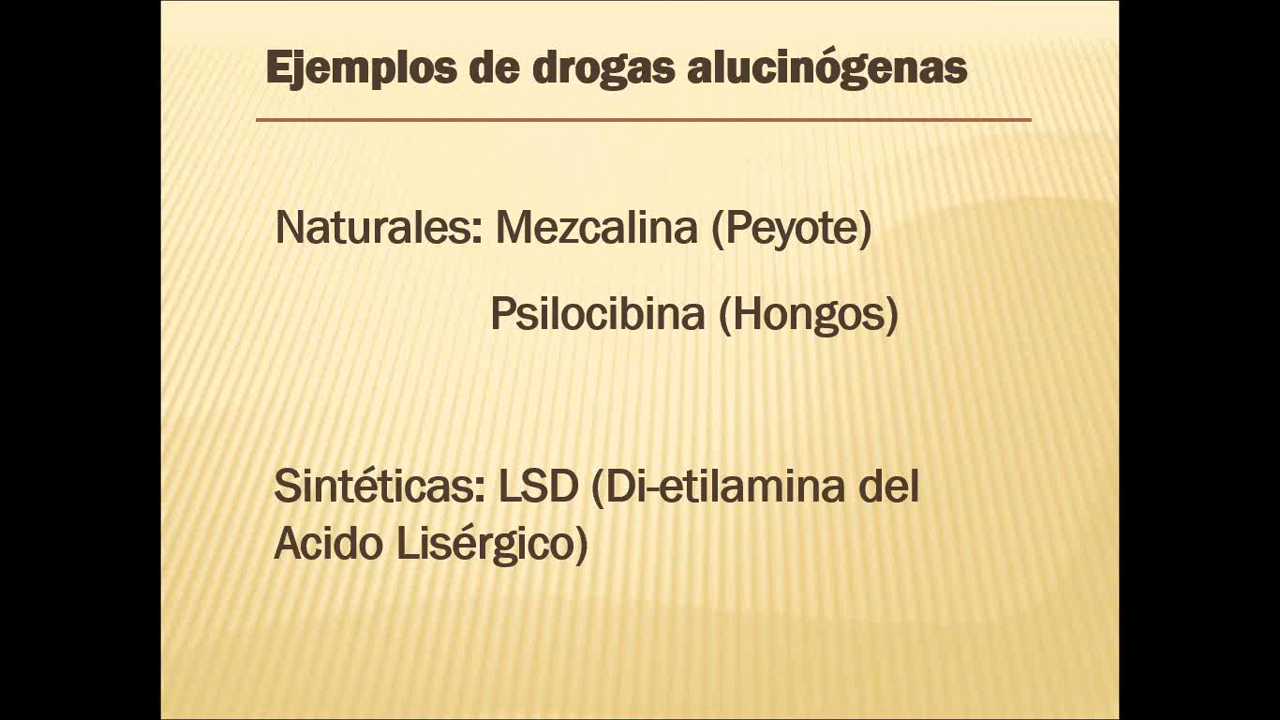 Ejemplos de drogas alucinógenas
Naturales: Mezcalina (Peyote)
Psilocibina (Hongos)
Sintéticas: LSD (Di-etilamina del
Acido Lisérgico)